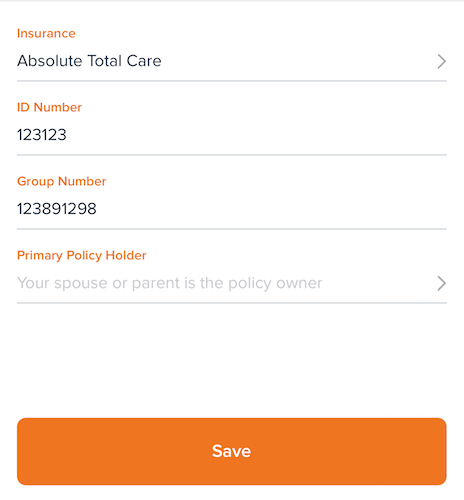 Insurance
Absolute Total Care
ID Number
123123
Group Number
123891298
Primary Policy Holder
Your spouse or parent is the policy owner
Save